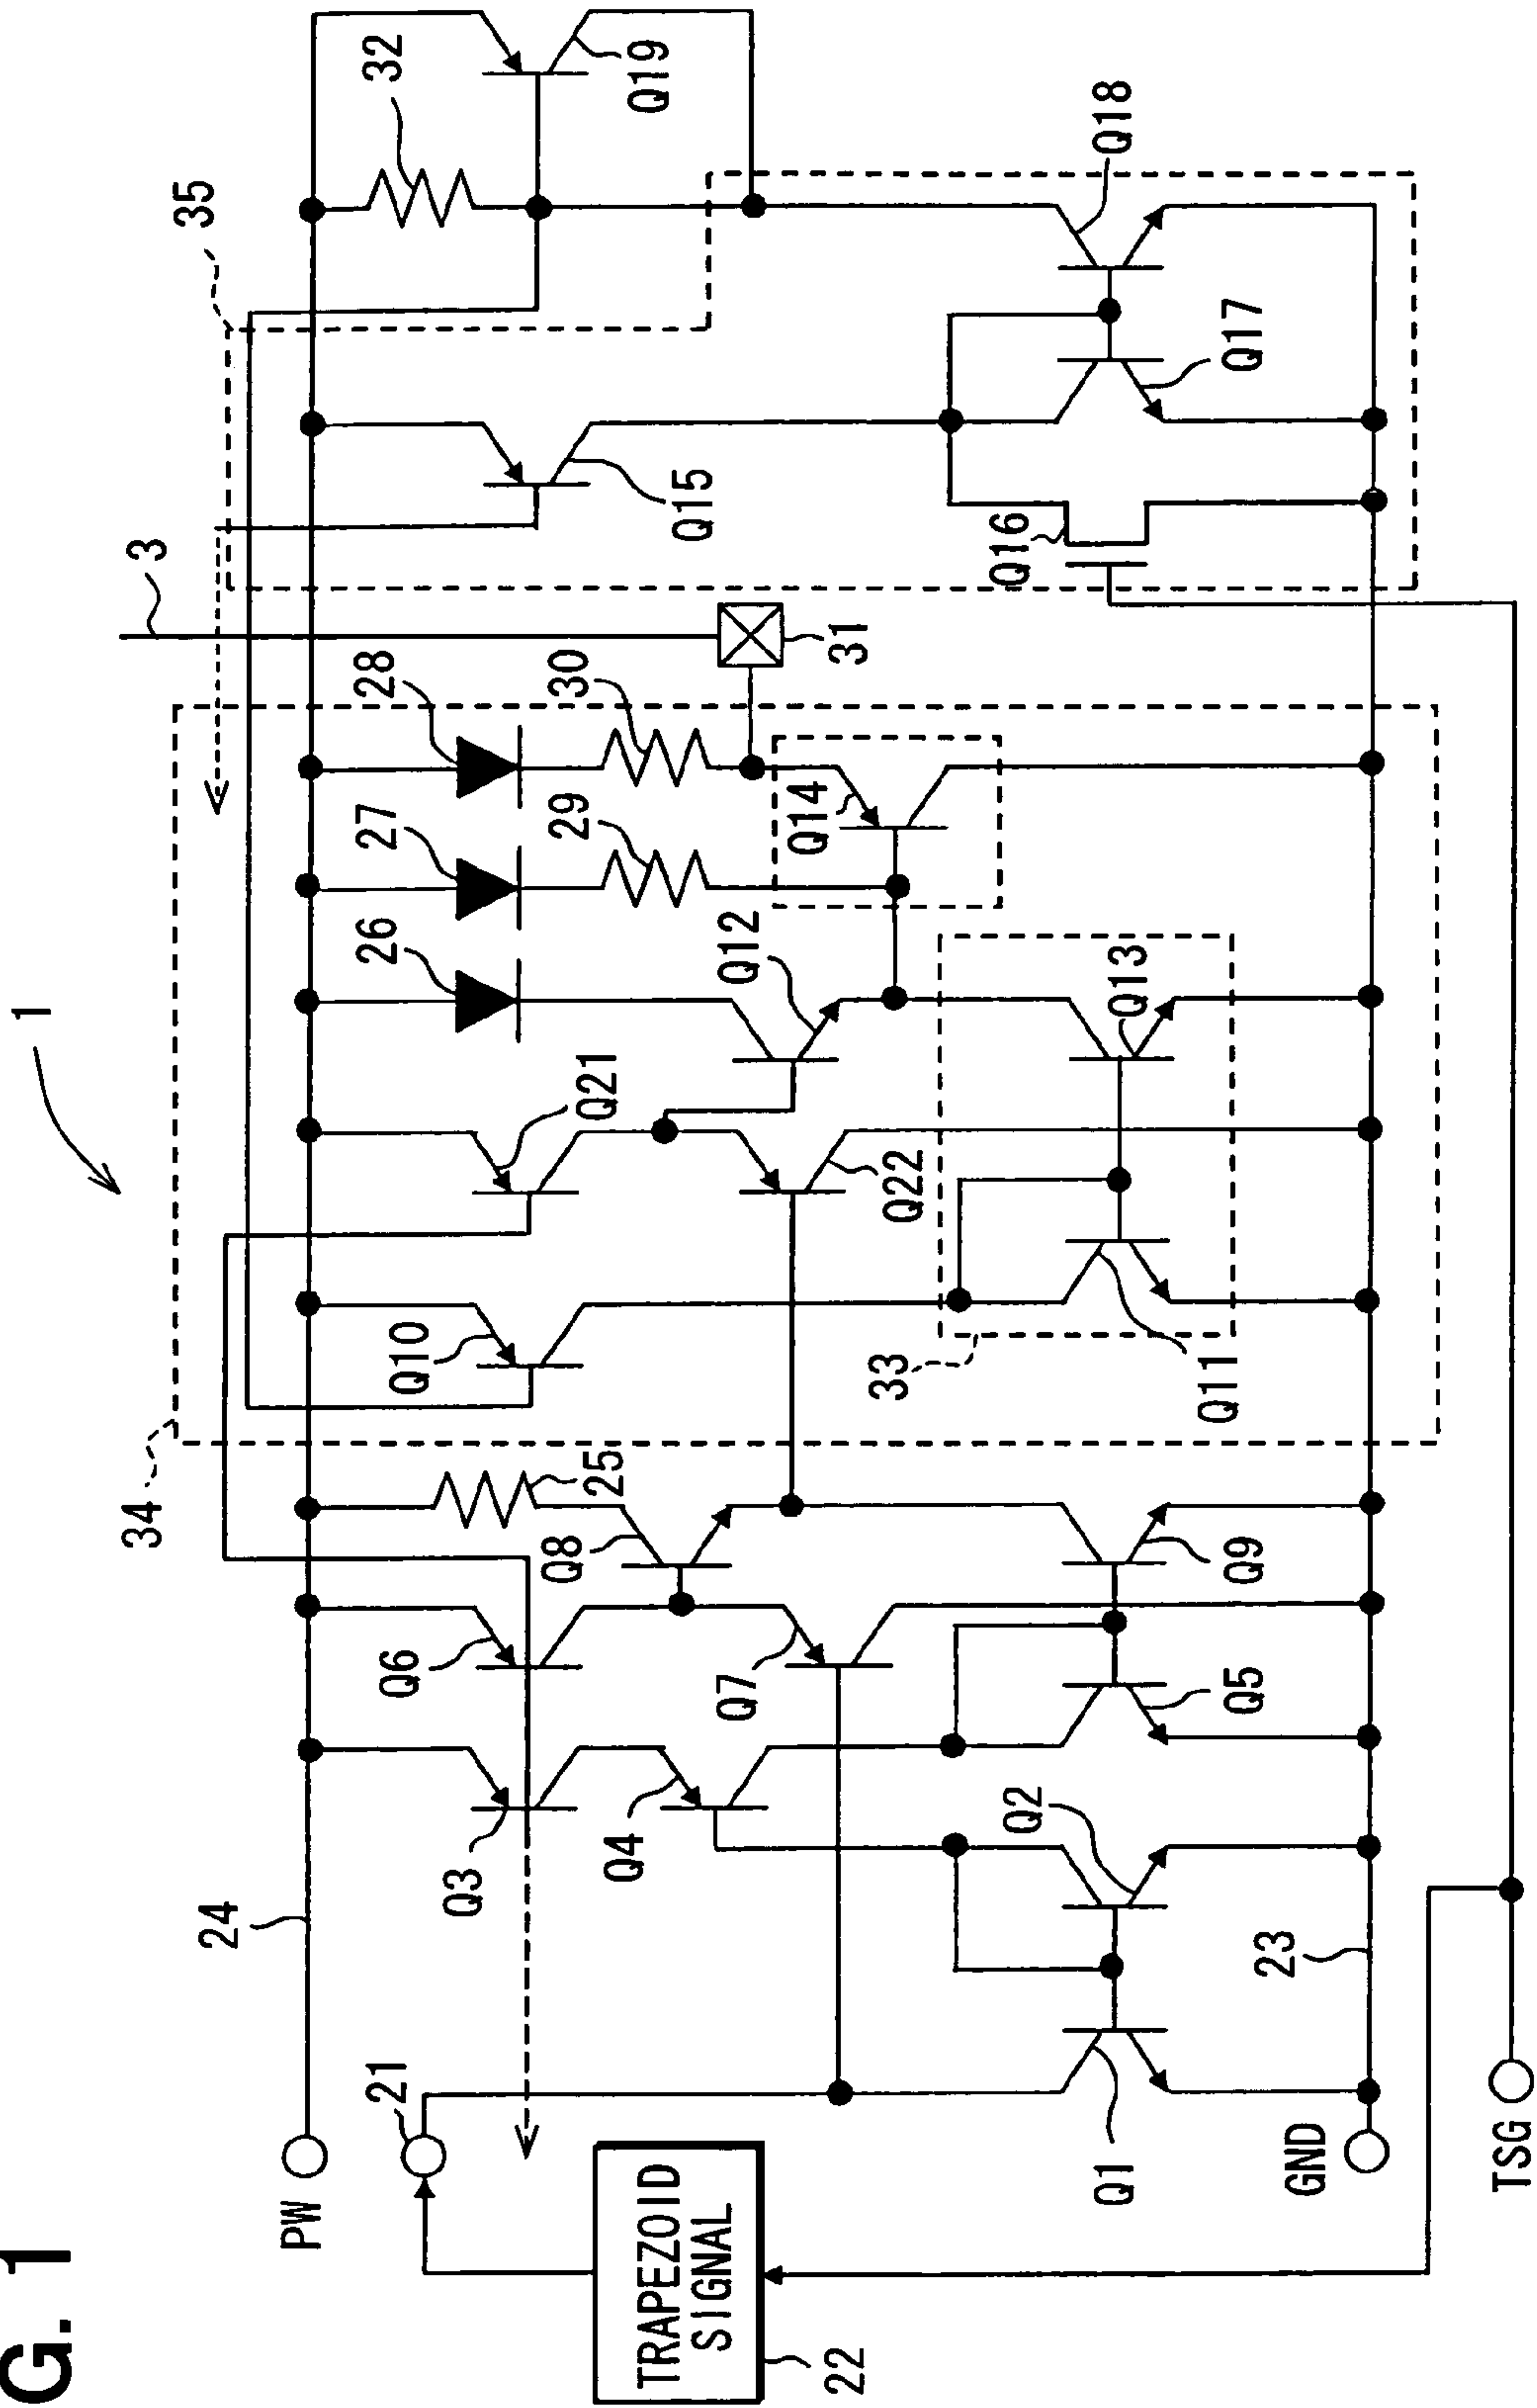 G. 1
1
34
35
3
24
PW
21
TRAPEZOID
SIGNAL
22
Q3
Q6
Q4
Q7
Q8
25
Q10
Q21
Q22
26
27
28
29
30
Q12
Q14
31
Q15
32
Q19
33
Q11
Q13
Q16
Q17
Q18
Q1
Q2
Q5
Q9
23
GND
TSG